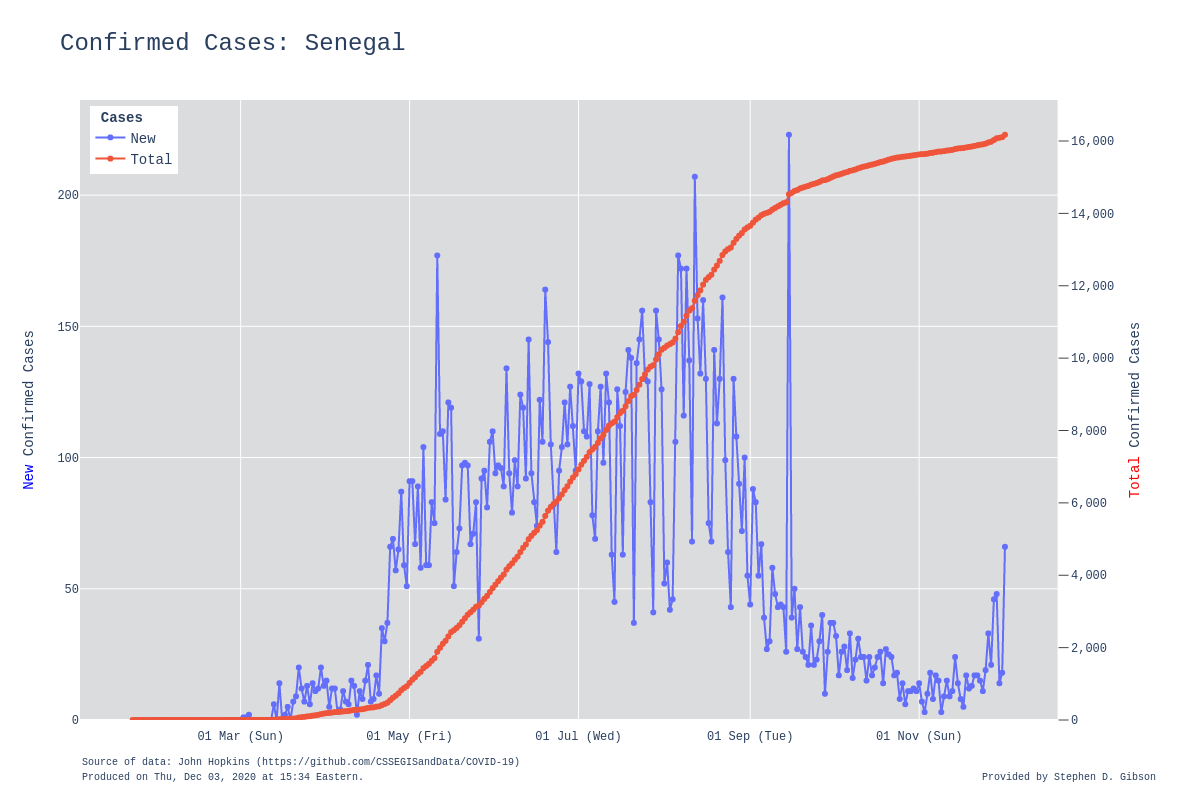 Confirmed Cases: Senegal
Cases
New
Total
200
150
100
50
0
New Confirmed Cases
16,000
14,000
12,000
10,000
8,000
6,000
4,000
2,000
0
Total Confirmed Cases
01 Mar (Sun) 01 May (Fri) 01 Jul (Wed) 01 Sep (Tue) 01 Nov (Sun)
Source of data: John Hopkins (https://github.com/CSSEGISandData/COVID-19)
Produced on Thu, Dec 03, 2020 at 15:34 Eastern.
Provided by Stephen D. Gibson